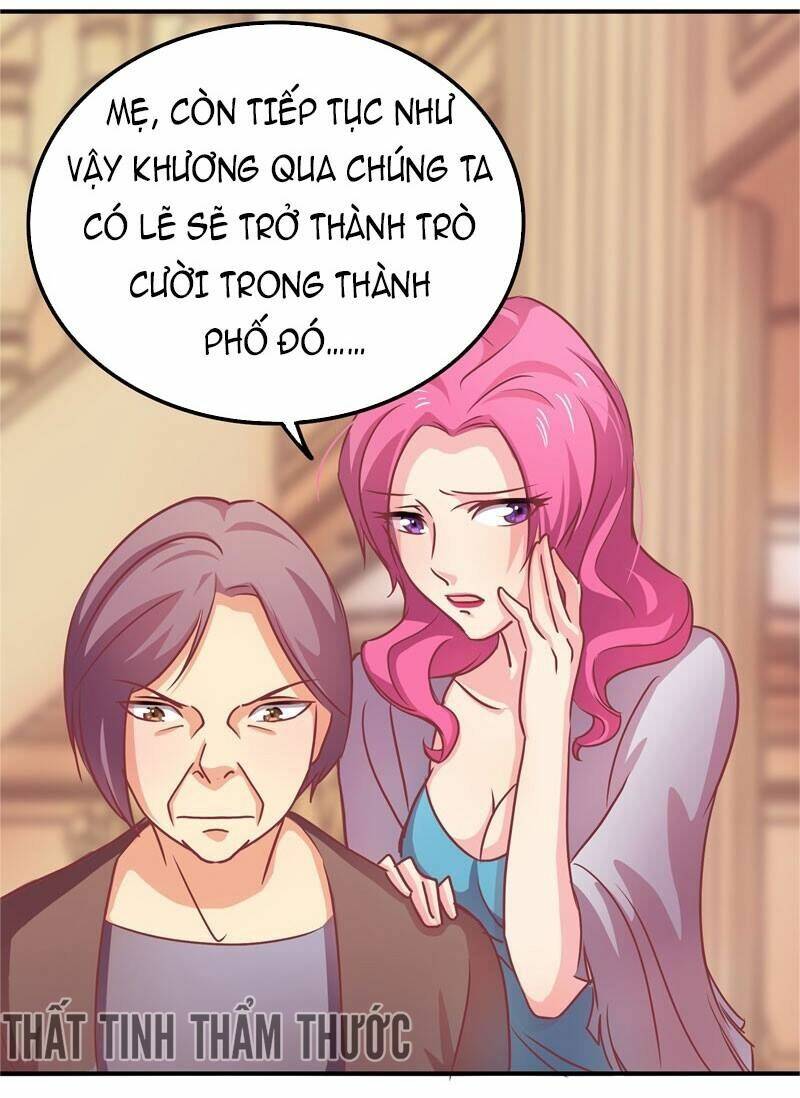 MẸ, CÒN TIẾP TỤC NHƯ
VẬY KHƯƠNG QUA CHÚNG TA
CÓ LẼ SẼ TRỞ THÀNH TRÒ
CƯỜI TRONG THÀNH
PHỐ ĐÓ......
THẤT TINH THẨM THƯỚC